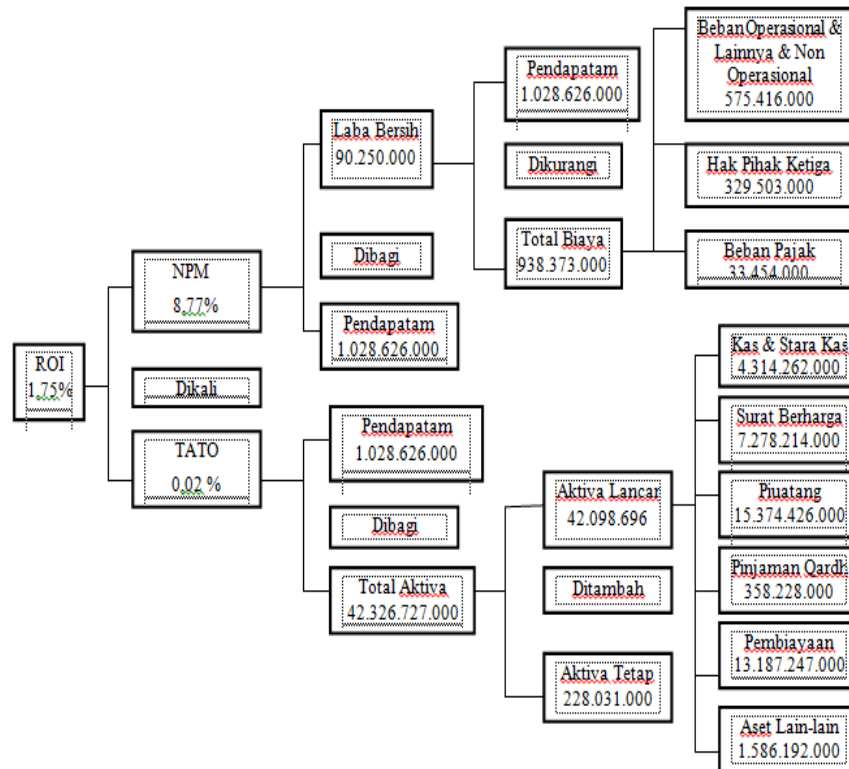 ROI
1.75%
NPM
8.77%
Dikali
TATO
0.02 %
Laba Bersih
90.250.000
Dibagi
Pendapatam
1.028.626.000
Pendapatam
1.028.626.000
Dikurangi
Total Biaya
938.373.000
Beban Operasional &
Lainnya & Non
Operasional
575.416.000
Hak Pihak Ketiga
329.503.000
Beban Pajak
33.454.000
Pendapatam
1.028.626.000
Dibagi
Total Aktiva
42.326.727.000
Aktiva Lancar
42.098.696
Ditambah
Aktiva Tetap
228.031.000
Kas & Stara Kas
4.314.262.000
Surat Berharga
7.278.214.000
Piuatang
15.374.426.000
Pinjaman Qardh
358.228.000
Pembiayaan
13.187.247.000
Aset Lain-lain
1.586.192.000